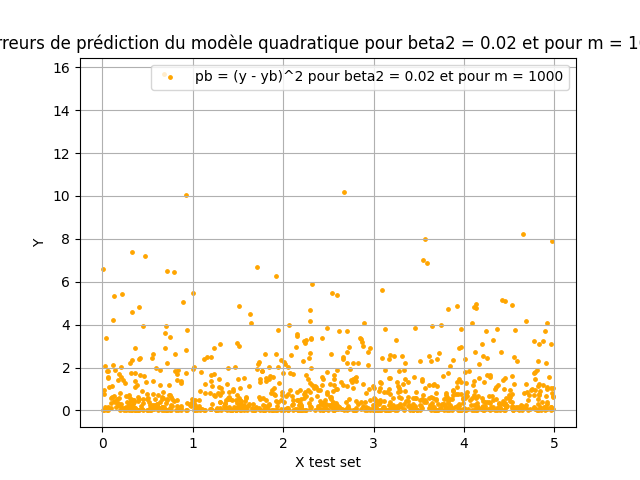 rreurs de prédiction du modèle quadratique pour beta2 = 0.02 et pour m = 10
pb = (y - yb)^2 pour beta2 = 0.02 et pour m = 1000
16
14
12
10
8
6
4
2
0
Y
0 1 2 3 4 5
X test set